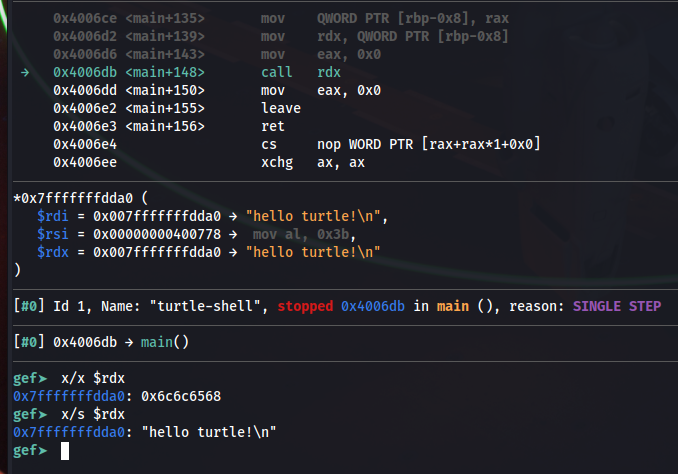 0x4006ce <main+135> mov QWORD PTR [rbp-0x8], rax
0x4006d2 <main+139> mov rdx, QWORD PTR [rbp-0x8]
0x4006d6 <main+143> mov eax, 0x0
→ 0x4006db <main+148> call rdx
0x4006dd <main+150> mov eax, 0x0
0x4006e2 <main+155> leave
0x4006e3 <main+156> ret
0x4006e4 cs nop WORD PTR [rax+rax*1+0x0]
0x4006ee xchg ax, ax
*0x7fffffffdda0 (
$rdi = 0x007fffffffdda0 → "hello turtle!\n",
$rsi = 0x00000000400778 → mov al, 0x3b,
$rdx = 0x007fffffffdda0 → "hello turtle!\n"
)
[#0] Id 1, Name: "turtle-shell", stopped 0x4006db in main (), reason: SINGLE STEP
[#0] 0x4006db → main()
gef➤ x/x $rdx
0x7fffffffdda0: 0x6c6c6568
gef➤ x/s $rdx
0x7fffffffdda0: "hello turtle!\n"
gef➤